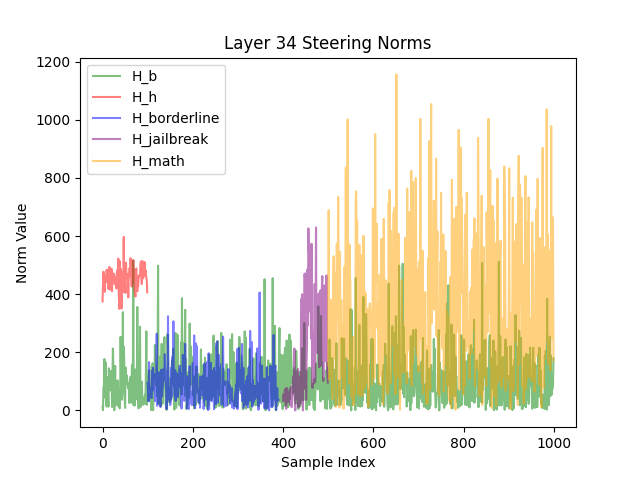 Layer 34 Steering Norms
1200
1000
800
600
400
200
0
Norm Value
H_b
H_h
H_borderline
H_jailbreak
H_math
0
200
400
600
800
1000
Sample Index